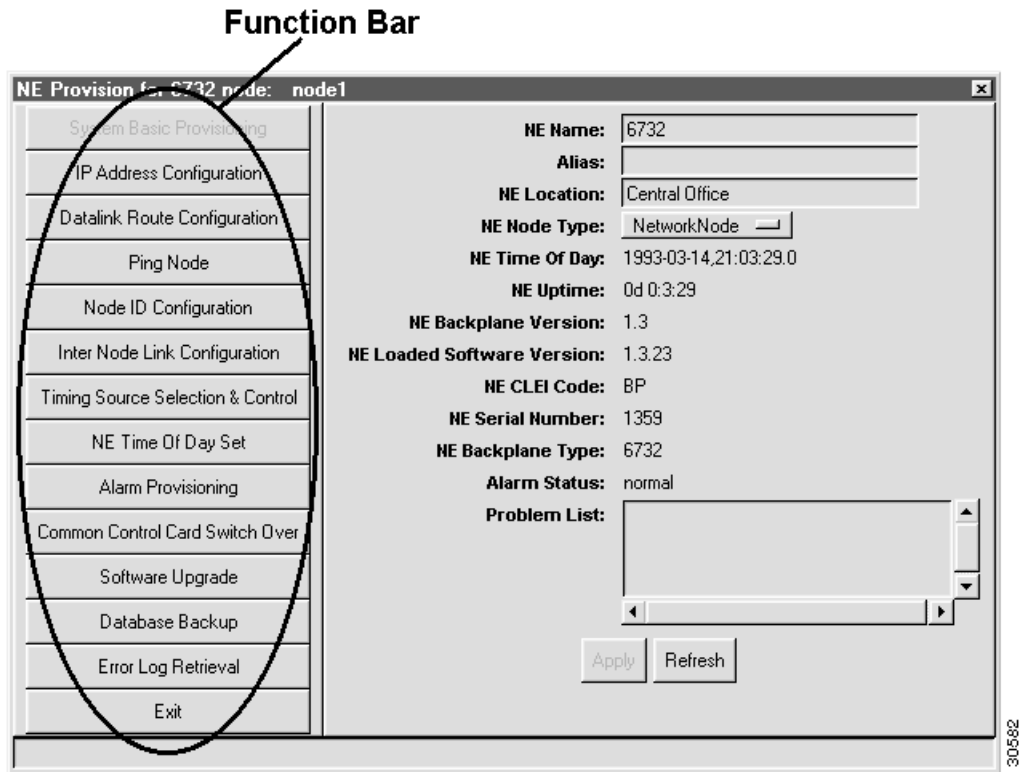 Function Bar
NE Provision for 6732 node: node1
System Basic Provisioning
IP Address Configuration
Datalink Route Configuration
Ping Node
Node ID Configuration
Inter Node Link Configuration
Timing Source Selection & Control
NE Time Of Day Set
Alarm Provisioning
Common Control Card Switch Over
Software Upgrade
Database Backup
Error Log Retrieval
Exit
NE Name: 6732
Alias:
NE Location: Central Office
NE Node Type: NetworkNode
NE Time Of Day: 1993-03-14,21:03:29.0
NE Uptime: 0d 0:3:29
NE Backplane Version: 1.3
NE Loaded Software Version: 1.3.23
NE CLEI Code: BP
NE Serial Number: 1359
NE Backplane Type: 6732
Alarm Status: normal
Problem List:
Apply Refresh
30582